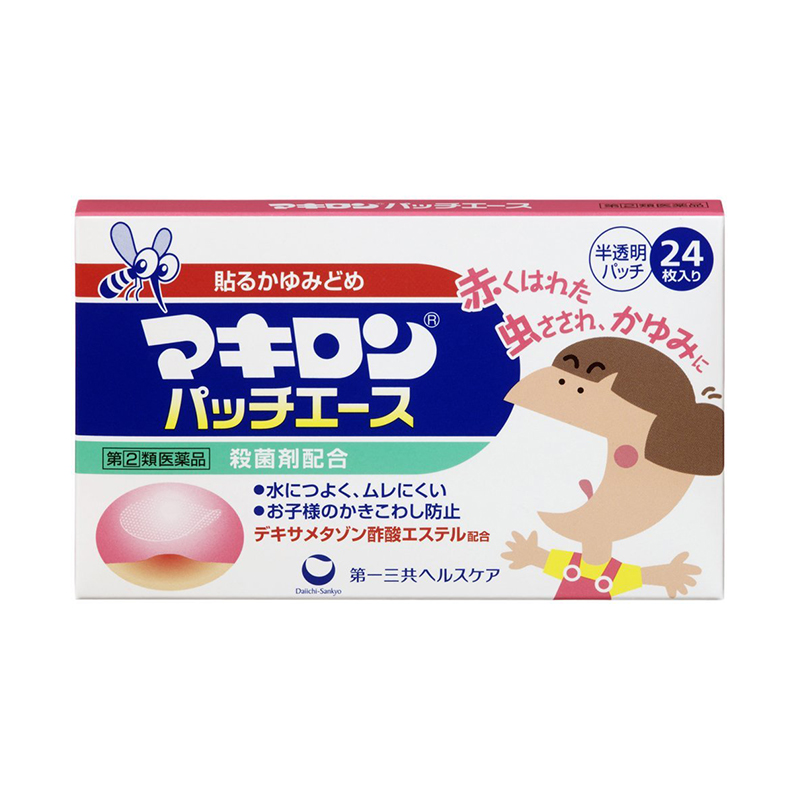 マキロン パッチエース
指②類医薬品
半透明
パッチ
24
枚入り
貼るかゆみどめ
赤くはれた
虫さされ、かゆみに
マキロン®
パッチエース
第②類医薬品
殺菌剤配合
●水につよく、ムレにくい
●お子様のかきこわし防止
デキサメタゾン酢酸エステル配合
Daiichi-Sankyo
第一三共ヘルスケア